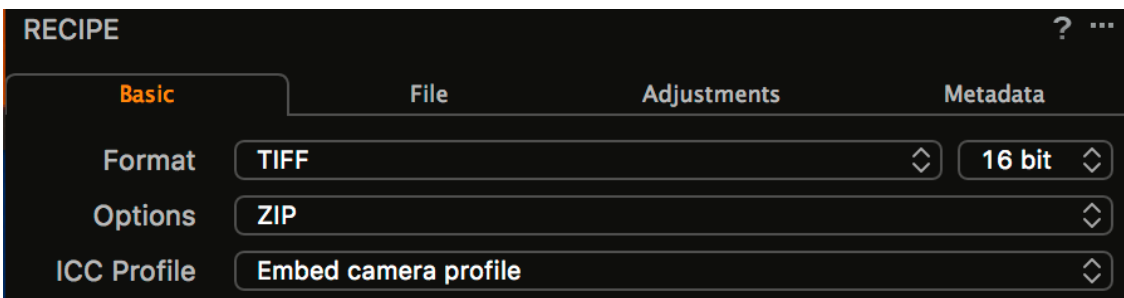 RECIPE ? ...
Basic File Adjustments Metadata
Format TIFF 16 bit
Options ZIP
ICC Profile Embed camera profile